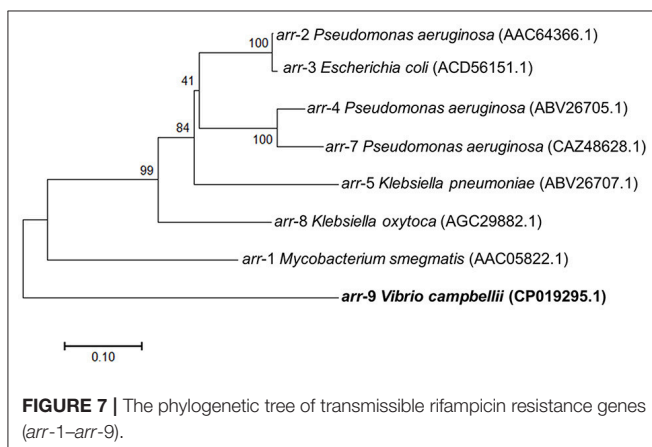 100
arr-2 Pseudomonas aeruginosa (AAC64366.1)
arr-3 Escherichia coli (ACD56151.1)
41
arr-4 Pseudomonas aeruginosa (ABV26705.1)
84
100
arr-7 Pseudomonas aeruginosa (CAZ48628.1)
99
arr-5 Klebsiella pneumoniae (ABV26707.1)
arr-8 Klebsiella oxytoca (AGC29882.1)
arr-1 Mycobacterium smegmatis (AAC05822.1)
arr-9 Vibrio campbellii (CP019295.1)
0.10
FIGURE 7 | The phylogenetic tree of transmissible rifampicin resistance genes
(arr-1–arr-9).